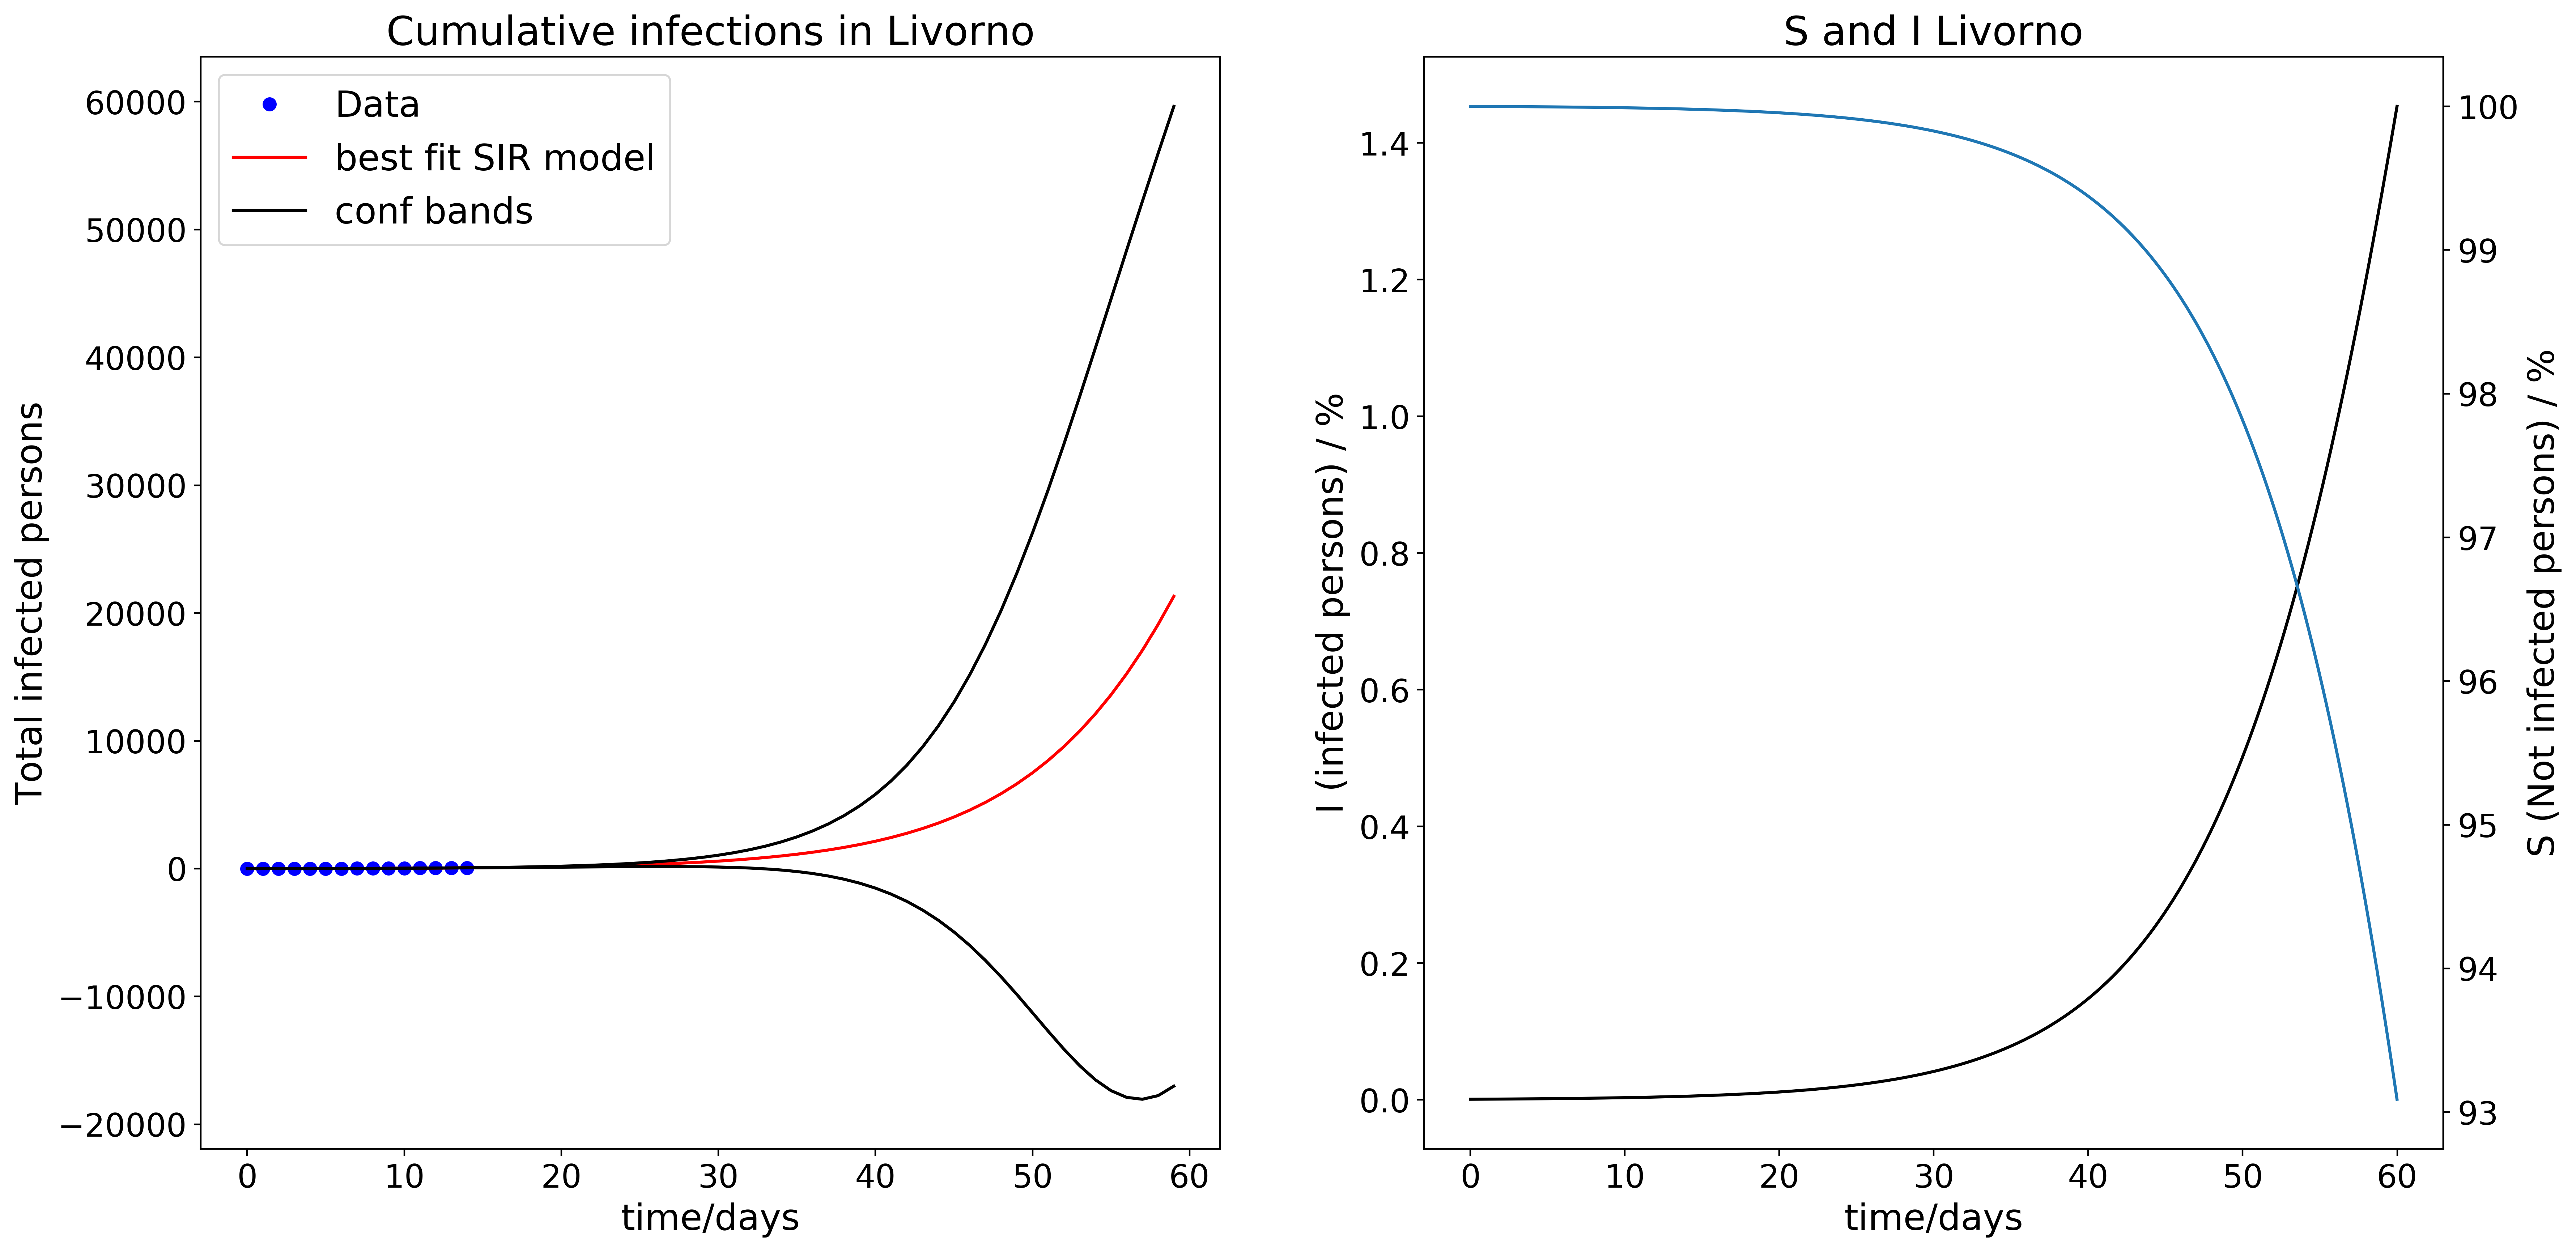 Cumulative infections in Livorno
Data
best fit SIR model
conf bands
Total infected persons
60000
50000
40000
30000
20000
10000
0
−10000
−20000
0 10 20 30 40 50 60
time/days
S and I Livorno
I (infected persons) / %
1.4
1.2
1.0
0.8
0.6
0.4
0.2
0.0
100
99
98
97
96
95
94
93
S (Not infected persons) / %
0 10 20 30 40 50 60
time/days